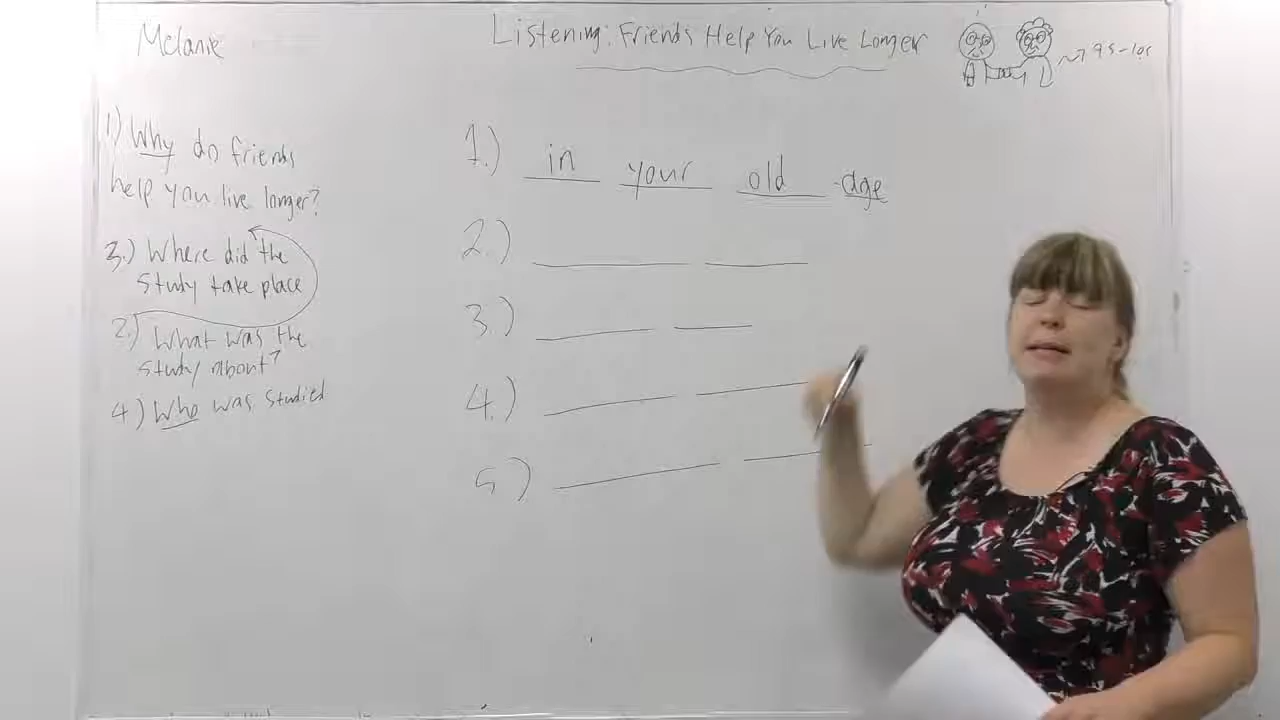 Melanie
Listening: Friends Help You Live Longer
~95-105
1) Why do friends
help you live longer?
3.) Where did the
study take place
2.) What was the
study about?
4) Who was studied
1.) in your old age
2.)
3.)
4.)
5)